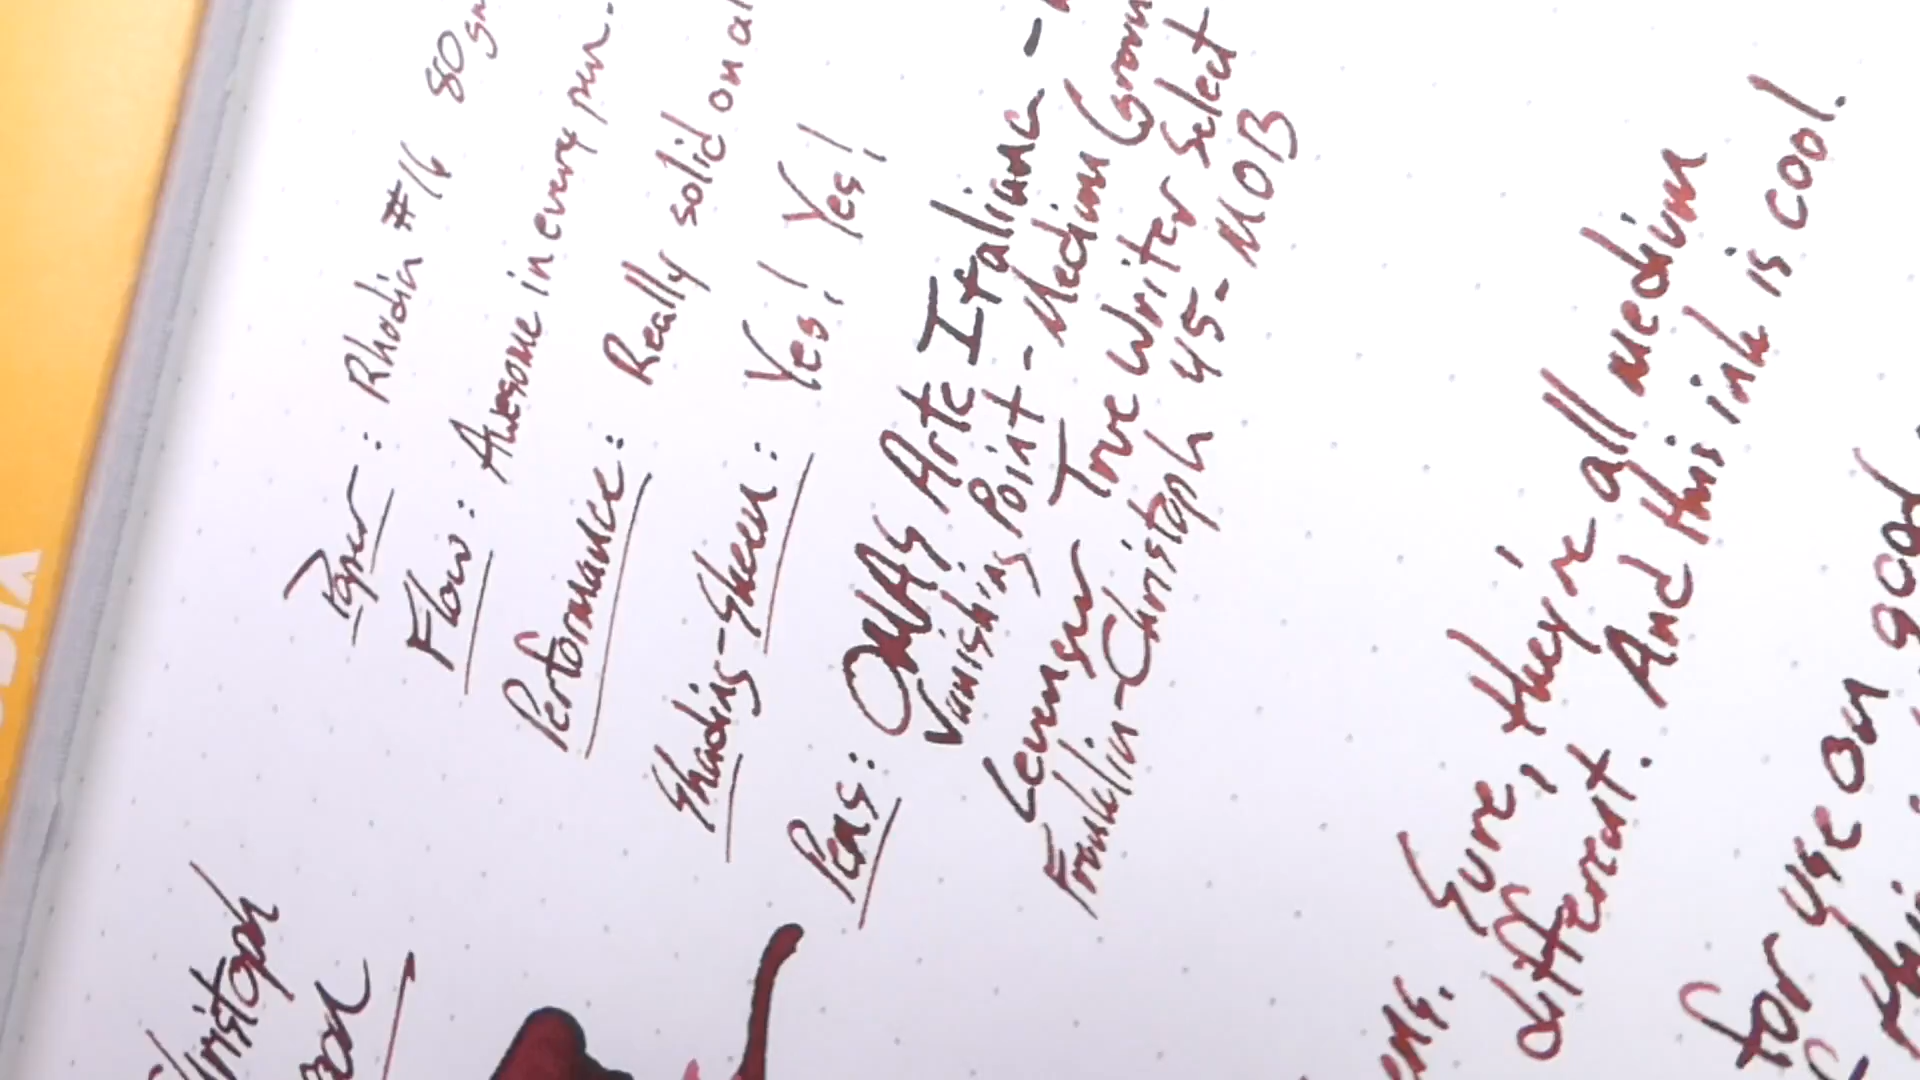 Paper: Rhodia #16 80
Flow: Awesome in every pen.
Performance: Really solid on
Shading-Sheen: Yes! Yes!
Pens: OMAS Arte Italiana -
Vanishing Point - Medium
Levenger True Writer Select
Franklin-Christoph 45 - MOB
Sure, they're all medium
different. And this ink is cool.
for use on good